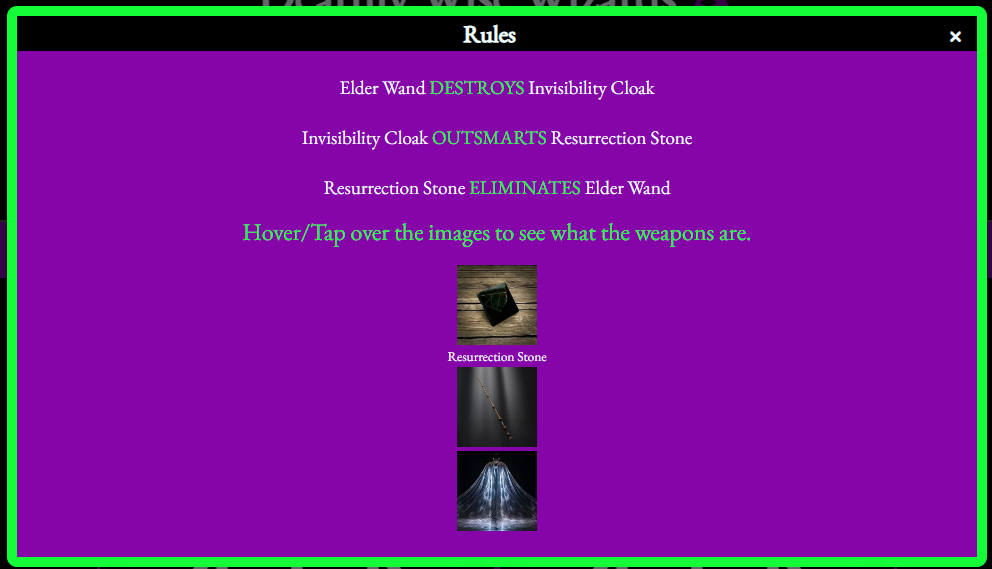 Rules
×
Elder Wand DESTROYS Invisibility Cloak
Invisibility Cloak OUTSMARTS Resurrection Stone
Resurrection Stone ELIMINATES Elder Wand
Hover/Tap over the images to see what the weapons are.
Resurrection Stone